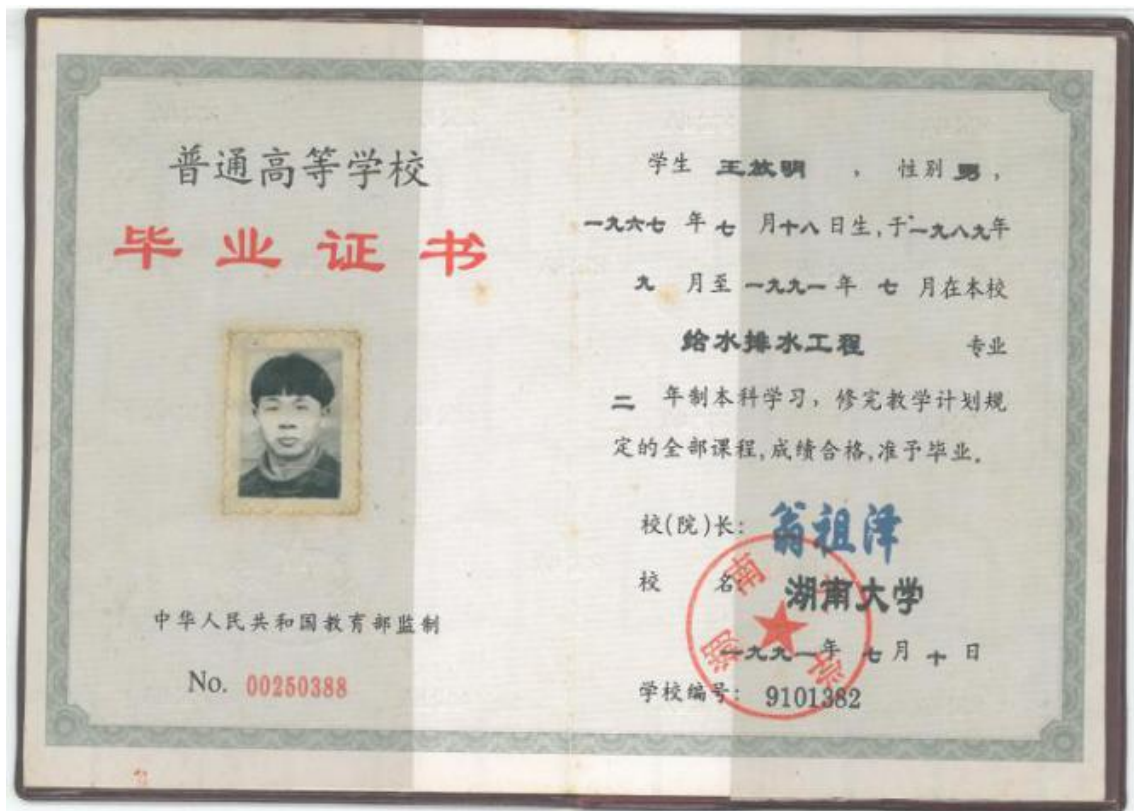 普通高等学校
毕业证书
中华人民共和国教育部监制
No. 00250388
学生 王放明 ， 性别 男，
一九六七 年 七 月十八日生,于一九八九年
九 月至 一九九一年 七 月在本校
给水排水工程 专业
二 年制本科学习，修完教学计划规
定的全部课程,成绩合格,准予毕业。
校(院)长: 翁祖泽
校 名 湖南大学
一九九一年 七月 十 日
学校编号: 9101382
湖南 学